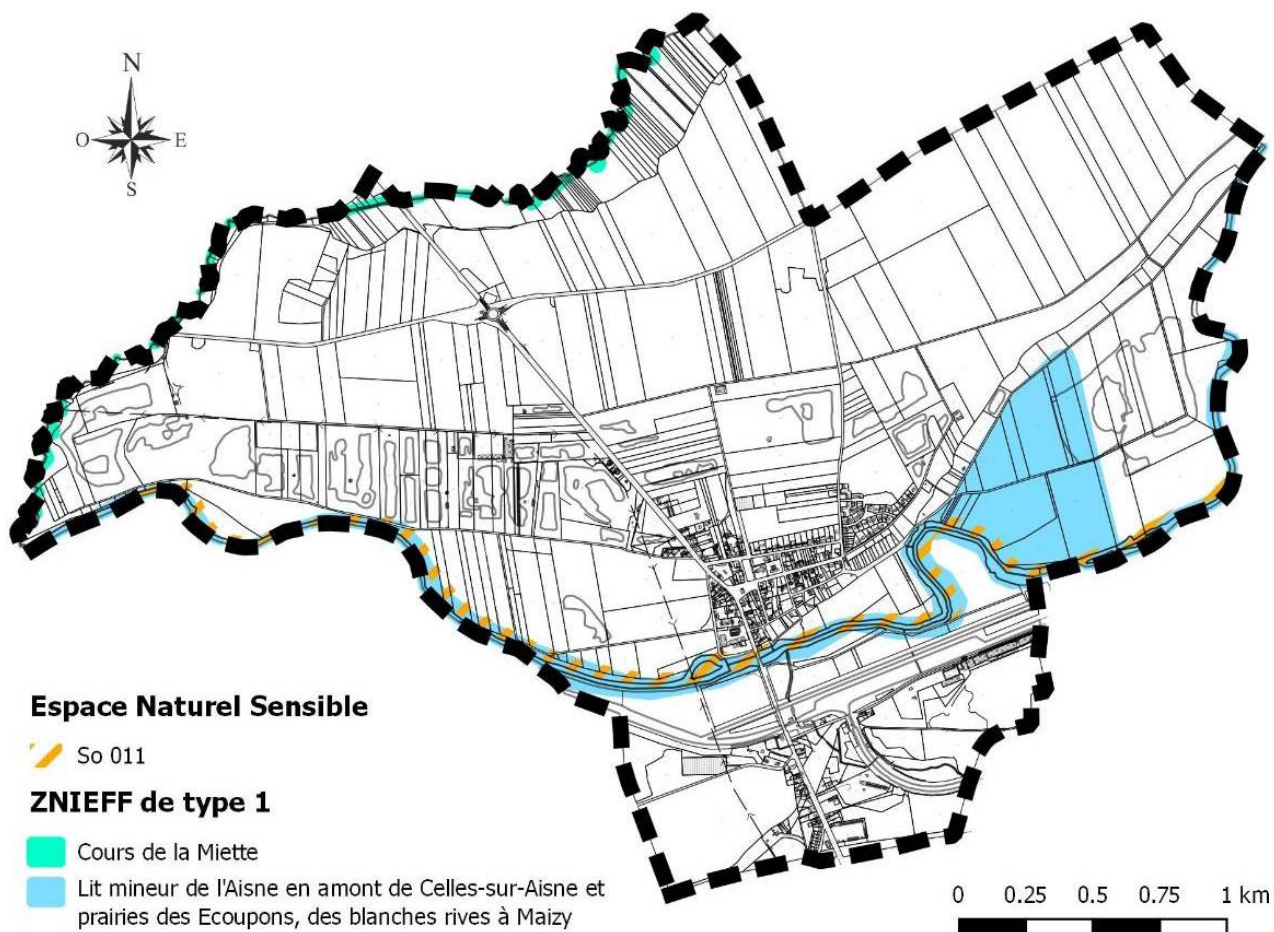 N
O E
S
Espace Naturel Sensible
So 011
ZNIEFF de type 1
Cours de la Miette
Lit mineur de l'Aisne en amont de Celles-sur-Aisne et
prairies des Ecoupons, des blanches rives à Maizy
0 0.25 0.5 0.75 1 km